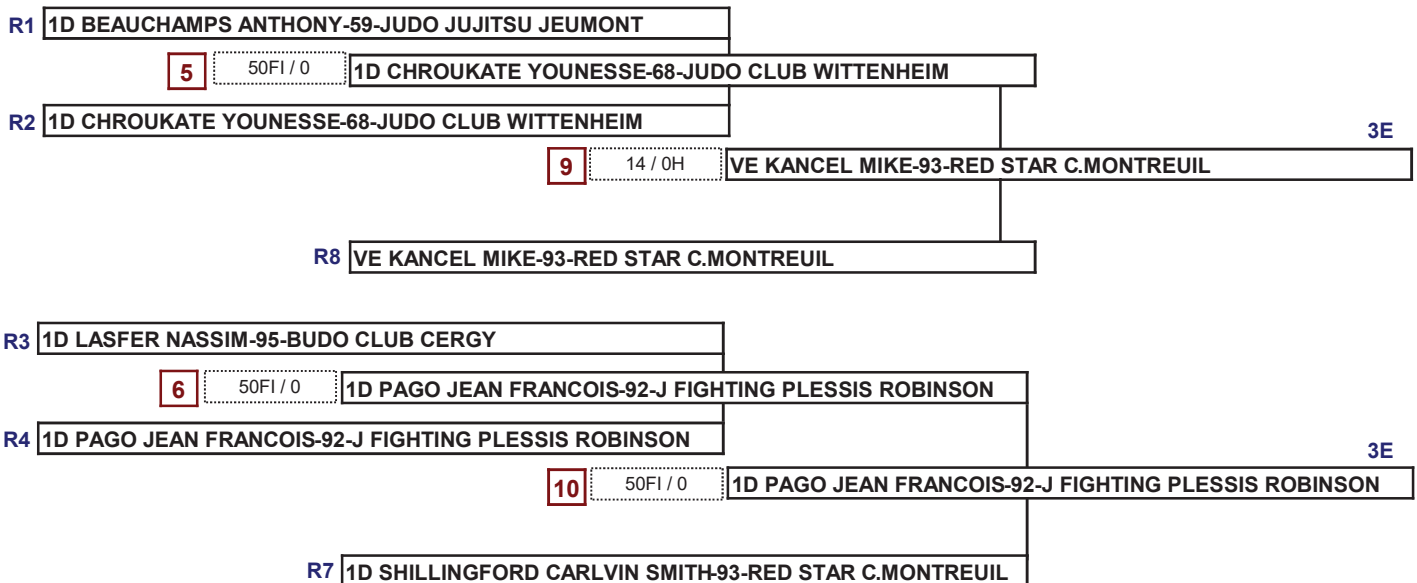 R1 1D BEAUCHAMPS ANTHONY-59-JUDO JUJITSU JEUMONT
5 50FI / 0 1D CHROUKATE YOUNESSE-68-JUDO CLUB WITTENHEIM
R2 1D CHROUKATE YOUNESSE-68-JUDO CLUB WITTENHEIM
3E
9 14 / 0H VE KANCEL MIKE-93-RED STAR C.MONTREUIL
R8 VE KANCEL MIKE-93-RED STAR C.MONTREUIL
R3 1D LASFER NASSIM-95-BUDO CLUB CERGY
6 50FI / 0 1D PAGO JEAN FRANCOIS-92-J FIGHTING PLESSIS ROBINSON
R4 1D PAGO JEAN FRANCOIS-92-J FIGHTING PLESSIS ROBINSON
3E
10 50FI / 0 1D PAGO JEAN FRANCOIS-92-J FIGHTING PLESSIS ROBINSON
R7 1D SHILLINGFORD CARLVIN SMITH-93-RED STAR C.MONTREUIL